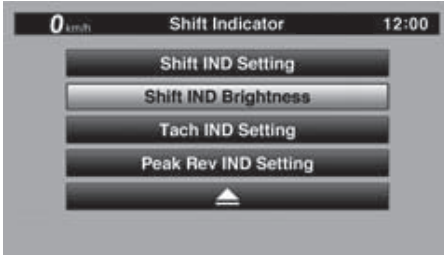 0 km/h Shift Indicator 12:00
Shift IND Setting
Shift IND Brightness
Tach IND Setting
Peak Rev IND Setting